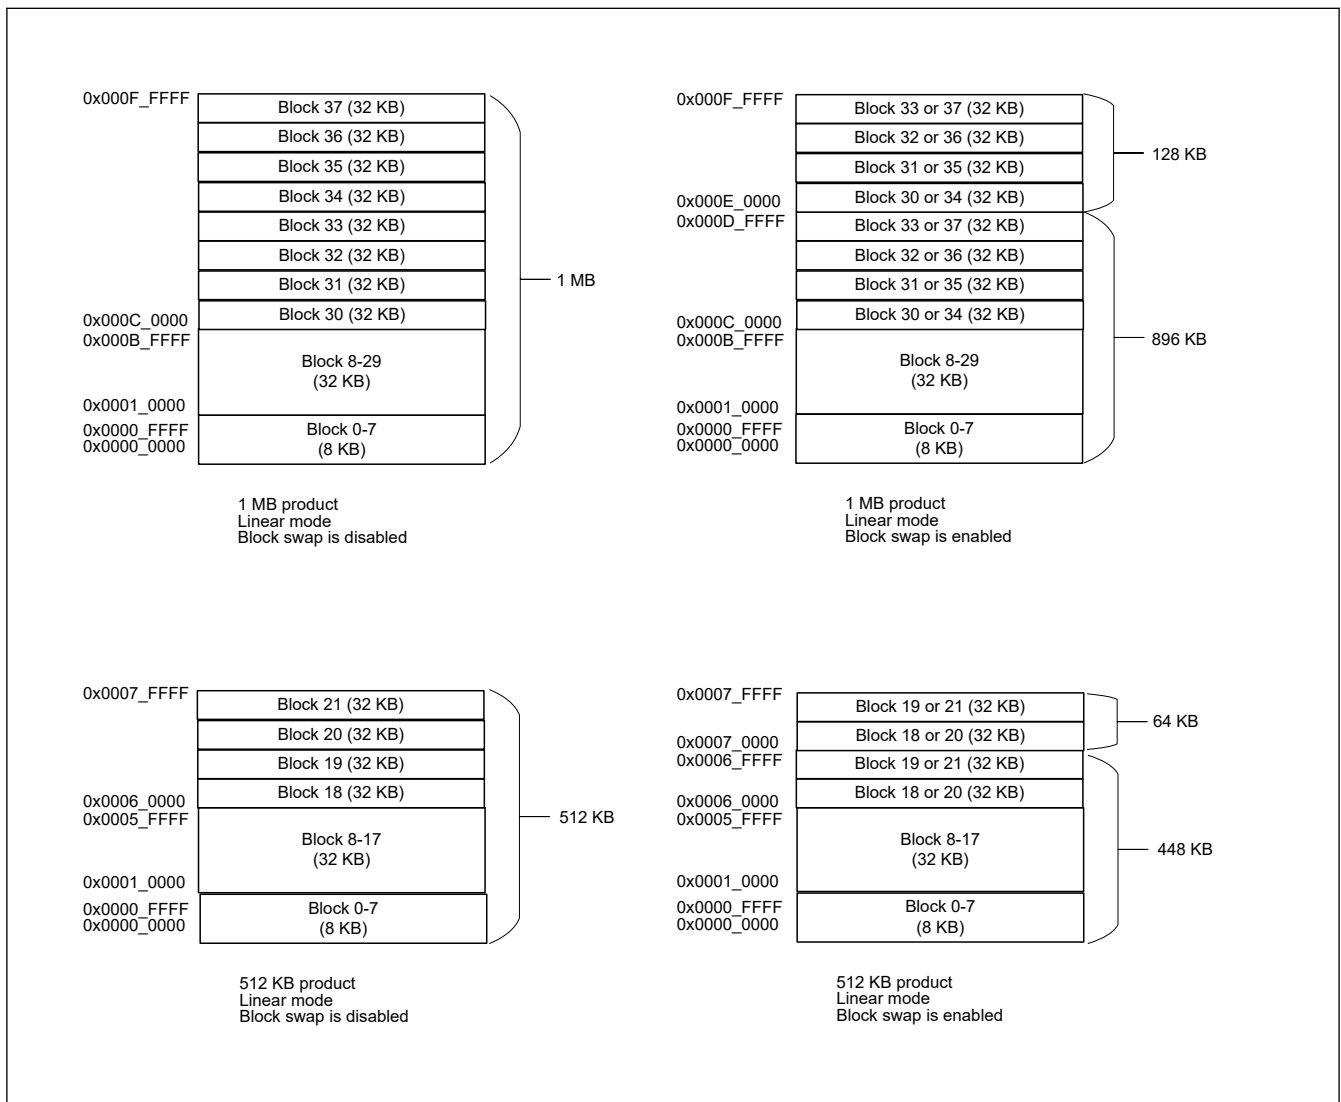 0x000F_FFFF
Block 37 (32 KB)
Block 36 (32 KB)
Block 35 (32 KB)
Block 34 (32 KB)
Block 33 (32 KB)
Block 32 (32 KB)
Block 31 (32 KB)
Block 30 (32 KB)
0x000C_0000
0x000B_FFFF
Block 8-29
(32 KB)
0x0001_0000
0x0000_FFFF
0x0000_0000
Block 0-7
(8 KB)
1 MB
1 MB product
Linear mode
Block swap is disabled
0x000F_FFFF
Block 33 or 37 (32 KB)
Block 32 or 36 (32 KB)
Block 31 or 35 (32 KB)
Block 30 or 34 (32 KB)
128 KB
0x000E_0000
0x000D_FFFF
Block 33 or 37 (32 KB)
Block 32 or 36 (32 KB)
Block 31 or 35 (32 KB)
Block 30 or 34 (32 KB)
0x000C_0000
0x000B_FFFF
Block 8-29
(32 KB)
0x0001_0000
0x0000_FFFF
0x0000_0000
Block 0-7
(8 KB)
896 KB
1 MB product
Linear mode
Block swap is enabled
0x0007_FFFF
Block 21 (32 KB)
Block 20 (32 KB)
Block 19 (32 KB)
Block 18 (32 KB)
0x0006_0000
0x0005_FFFF
Block 8-17
(32 KB)
0x0001_0000
0x0000_FFFF
0x0000_0000
Block 0-7
(8 KB)
512 KB
512 KB product
Linear mode
Block swap is disabled
0x0007_FFFF
Block 19 or 21 (32 KB)
Block 18 or 20 (32 KB)
64 KB
0x0007_0000
0x0006_FFFF
Block 19 or 21 (32 KB)
Block 18 or 20 (32 KB)
0x0006_0000
0x0005_FFFF
Block 8-17
(32 KB)
0x0001_0000
0x0000_FFFF
0x0000_0000
Block 0-7
(8 KB)
448 KB
512 KB product
Linear mode
Block swap is enabled